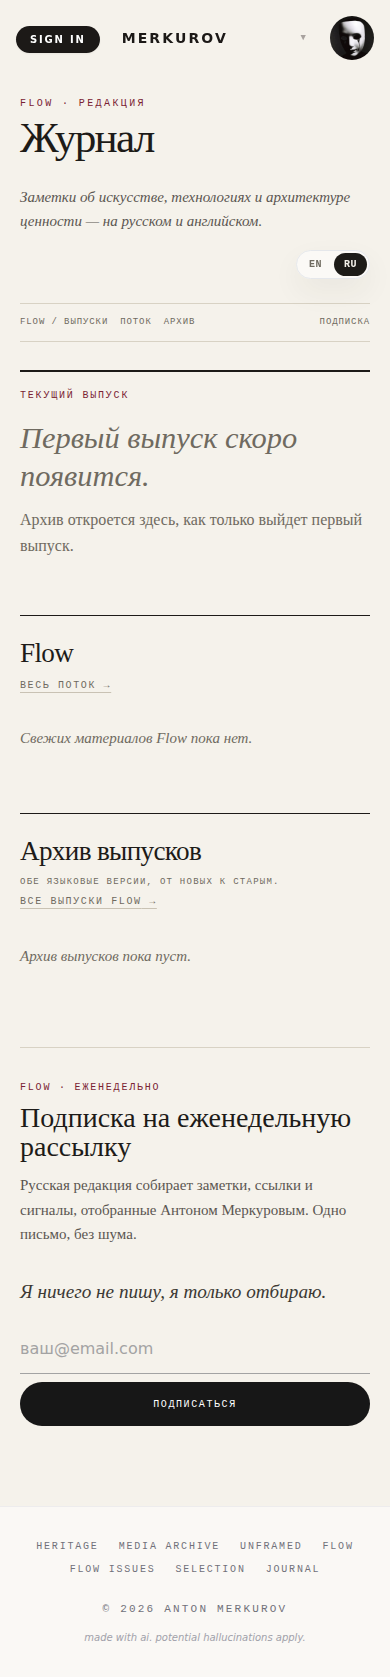 SIGN IN
MERKUROV
▼
FLOW · РЕДАКЦИЯ
Журнал
Заметки об искусстве, технологиях и архитектуре
ценности — на русском и английском.
EN RU
FLOW / ВЫПУСКИ ПОТОК АРХИВ ПОДПИСКА
ТЕКУЩИЙ ВЫПУСК
Первый выпуск скоро
появится.
Архив откроется здесь, как только выйдет первый
выпуск.
Flow
ВЕСЬ ПОТОК →
Свежих материалов Flow пока нет.
Архив выпусков
ОБЕ ЯЗЫКОВЫЕ ВЕРСИИ, ОТ НОВЫХ К СТАРЫМ.
ВСЕ ВЫПУСКИ FLOW →
Архив выпусков пока пуст.
FLOW · ЕЖЕНЕДЕЛЬНО
Подписка на еженедельную
рассылку
Русская редакция собирает заметки, ссылки и
сигналы, отобранные Антоном Меркуровым. Одно
письмо, без шума.
Я ничего не пишу, я только отбираю.
ваш@email.com
ПОДПИСАТЬСЯ
HERITAGE MEDIA ARCHIVE UNFRAMED FLOW
FLOW ISSUES SELECTION JOURNAL
© 2026 ANTON MERKUROV
made with ai. potential hallucinations apply.